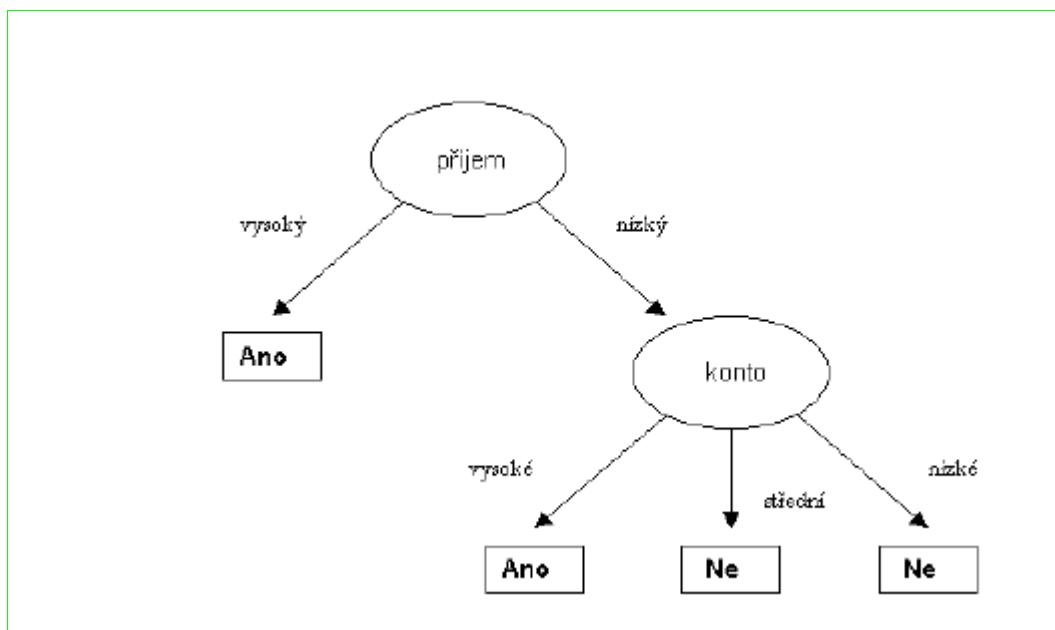 příjem
vysoký
nízký
Ano
konto
vysoké
nízké
střední
Ano
Ne
Ne